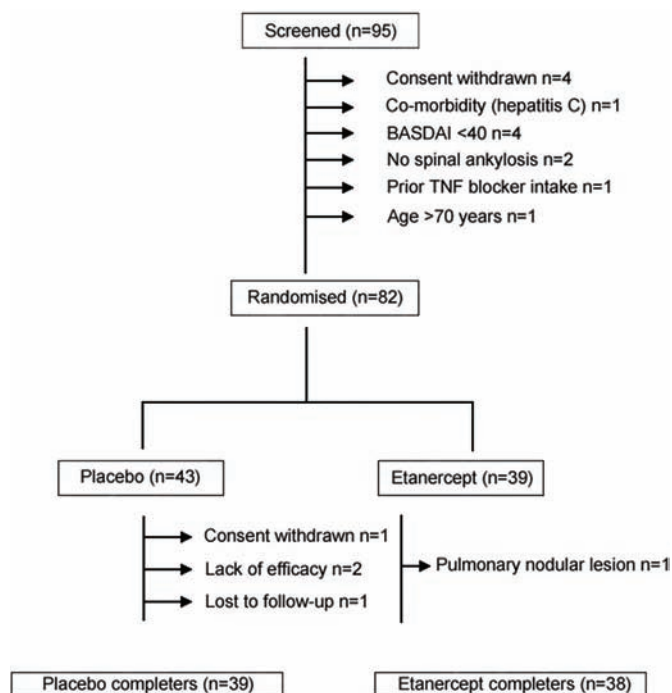 Screened (n=95)
Consent withdrawn n=4
Co-morbidity (hepatitis C) n=1
BASDAI <40 n=4
No spinal ankylosis n=2
Prior TNF blocker intake n=1
Age >70 years n=1
Randomised (n=82)
Placebo (n=43)
Etanercept (n=39)
Consent withdrawn n=1
Lack of efficacy n=2
Lost to follow-up n=1
Pulmonary nodular lesion n=1
Placebo completers (n=39)
Etanercept completers (n=38)